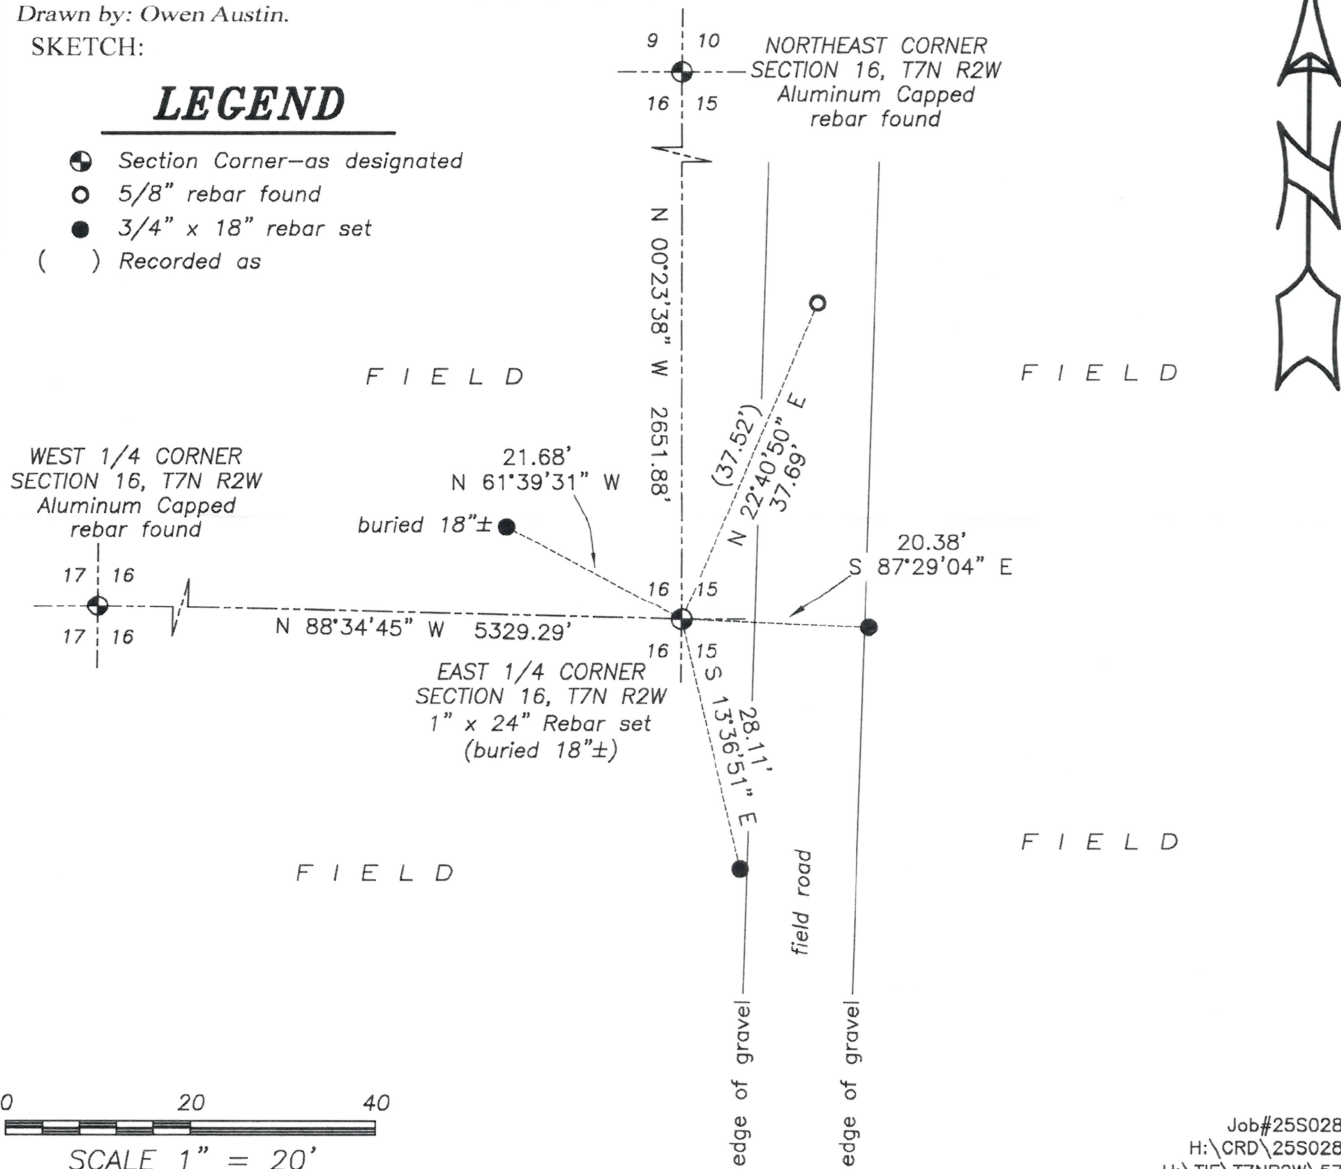 Drawn by: Owen Austin.
SKETCH:
LEGEND
Section Corner—as designated
5/8" rebar found
3/4" x 18" rebar set
( ) Recorded as
9 10
16 15
NORTHEAST CORNER
SECTION 16, T7N R2W
Aluminum Capped
rebar found
N 00°23'38" W 2651.88'
N
FIELD
FIELD
(37.52')
N 22°40'50" E
37.69'
WEST 1/4 CORNER
SECTION 16, T7N R2W
Aluminum Capped
rebar found
21.68'
N 61°39'31" W
buried 18"±
20.38'
S 87°29'04" E
17 16
17 16
16 15
16 15
N 88°34'45" W 5329.29'
EAST 1/4 CORNER
SECTION 16, T7N R2W
1" x 24" Rebar set
(buried 18"±)
28.11'
S 13°36'51" E
FIELD
FIELD
field road
edge of gravel
edge of gravel
0 20 40
SCALE 1" = 20'
Job#25S028
H:\CRD\25S028